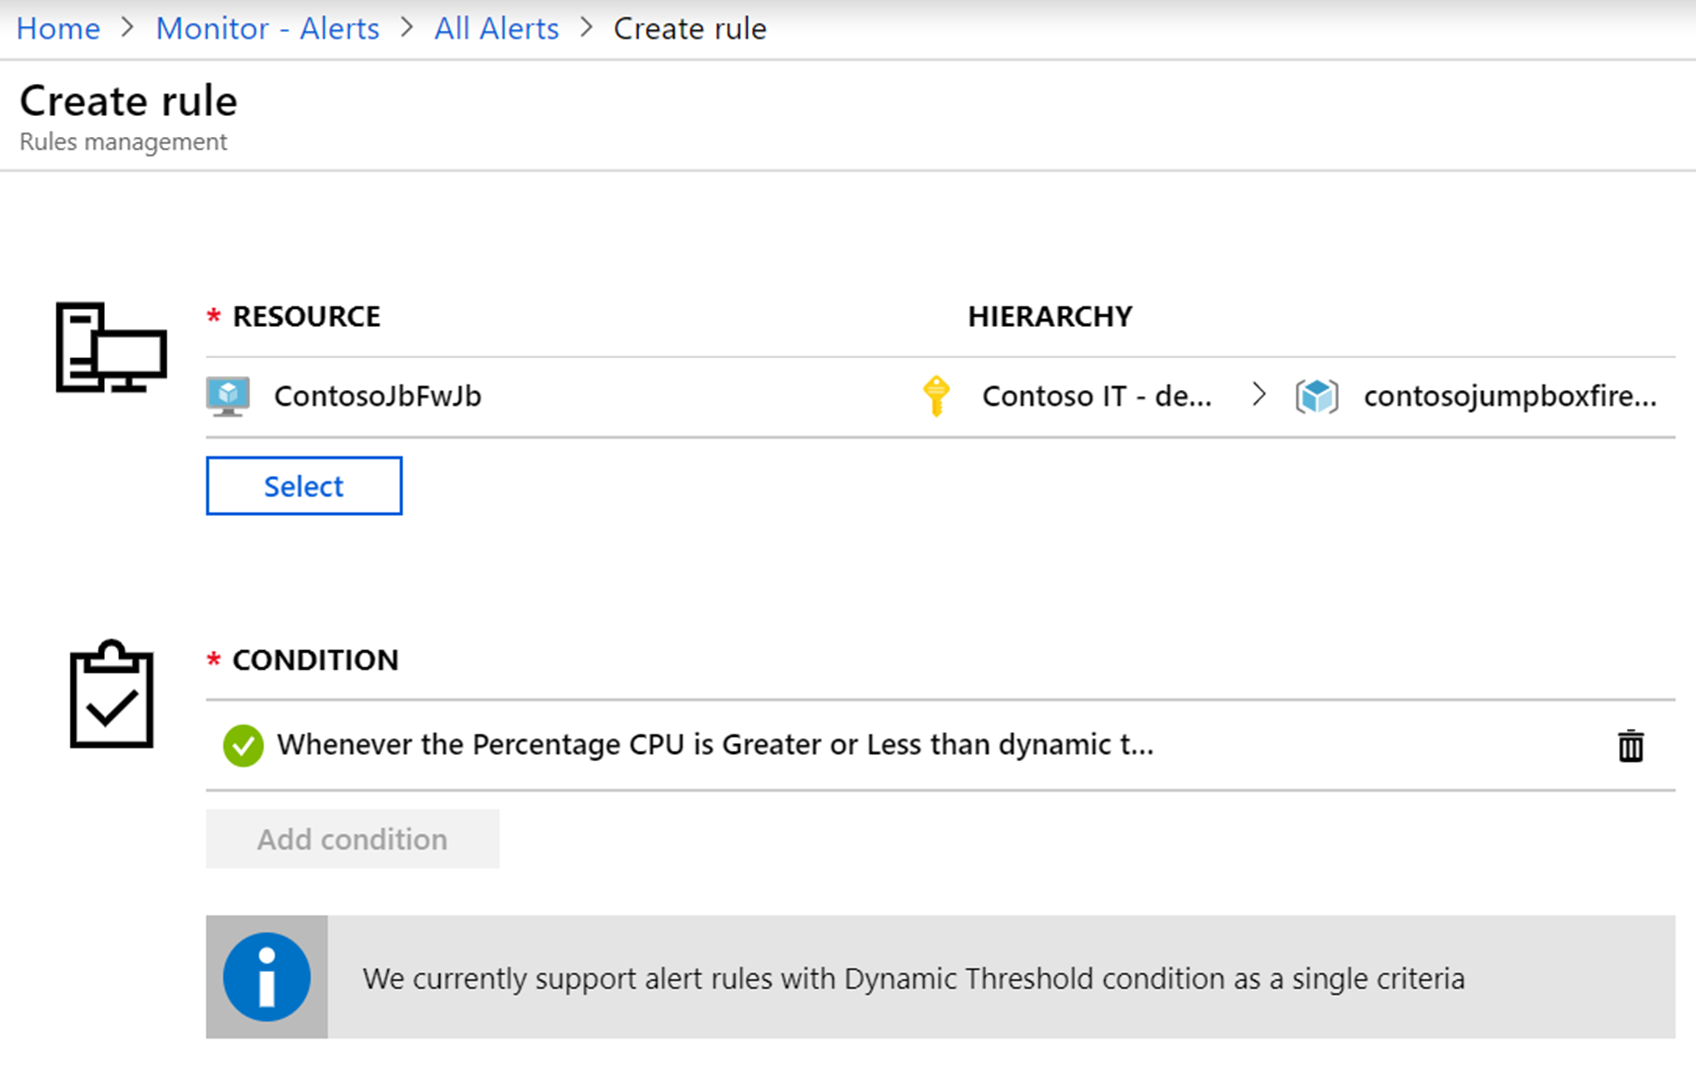 Home > Monitor - Alerts > All Alerts > Create rule
Create rule
Rules management
* RESOURCE HIERARCHY
ContosoJbFwJb Contoso IT - de... > contosojumpboxfire...
Select
* CONDITION
Whenever the Percentage CPU is Greater or Less than dynamic t...
Add condition
We currently support alert rules with Dynamic Threshold condition as a single criteria